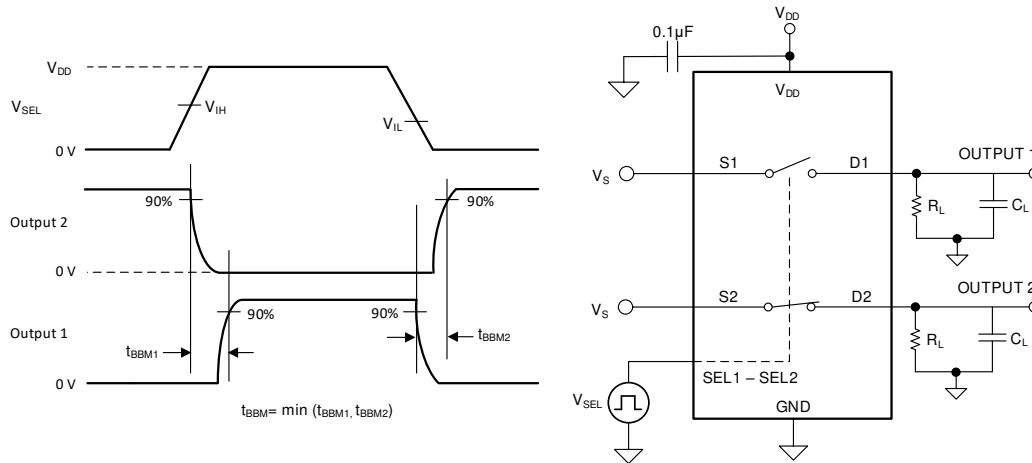 V_DD
V_SEL
V_IH
V_IL
0 V
90%
90%
Output 2
0 V
90%
90%
Output 1
t_BBM1
t_BBM2
0 V
t_BBM= min (t_BBM1, t_BBM2)
V_DD
0.1µF
V_DD
OUTPUT 1
V_S
S1
D1
R_L
C_L
OUTPUT 2
V_S
S2
D2
R_L
C_L
SEL1 – SEL2
V_SEL
GND